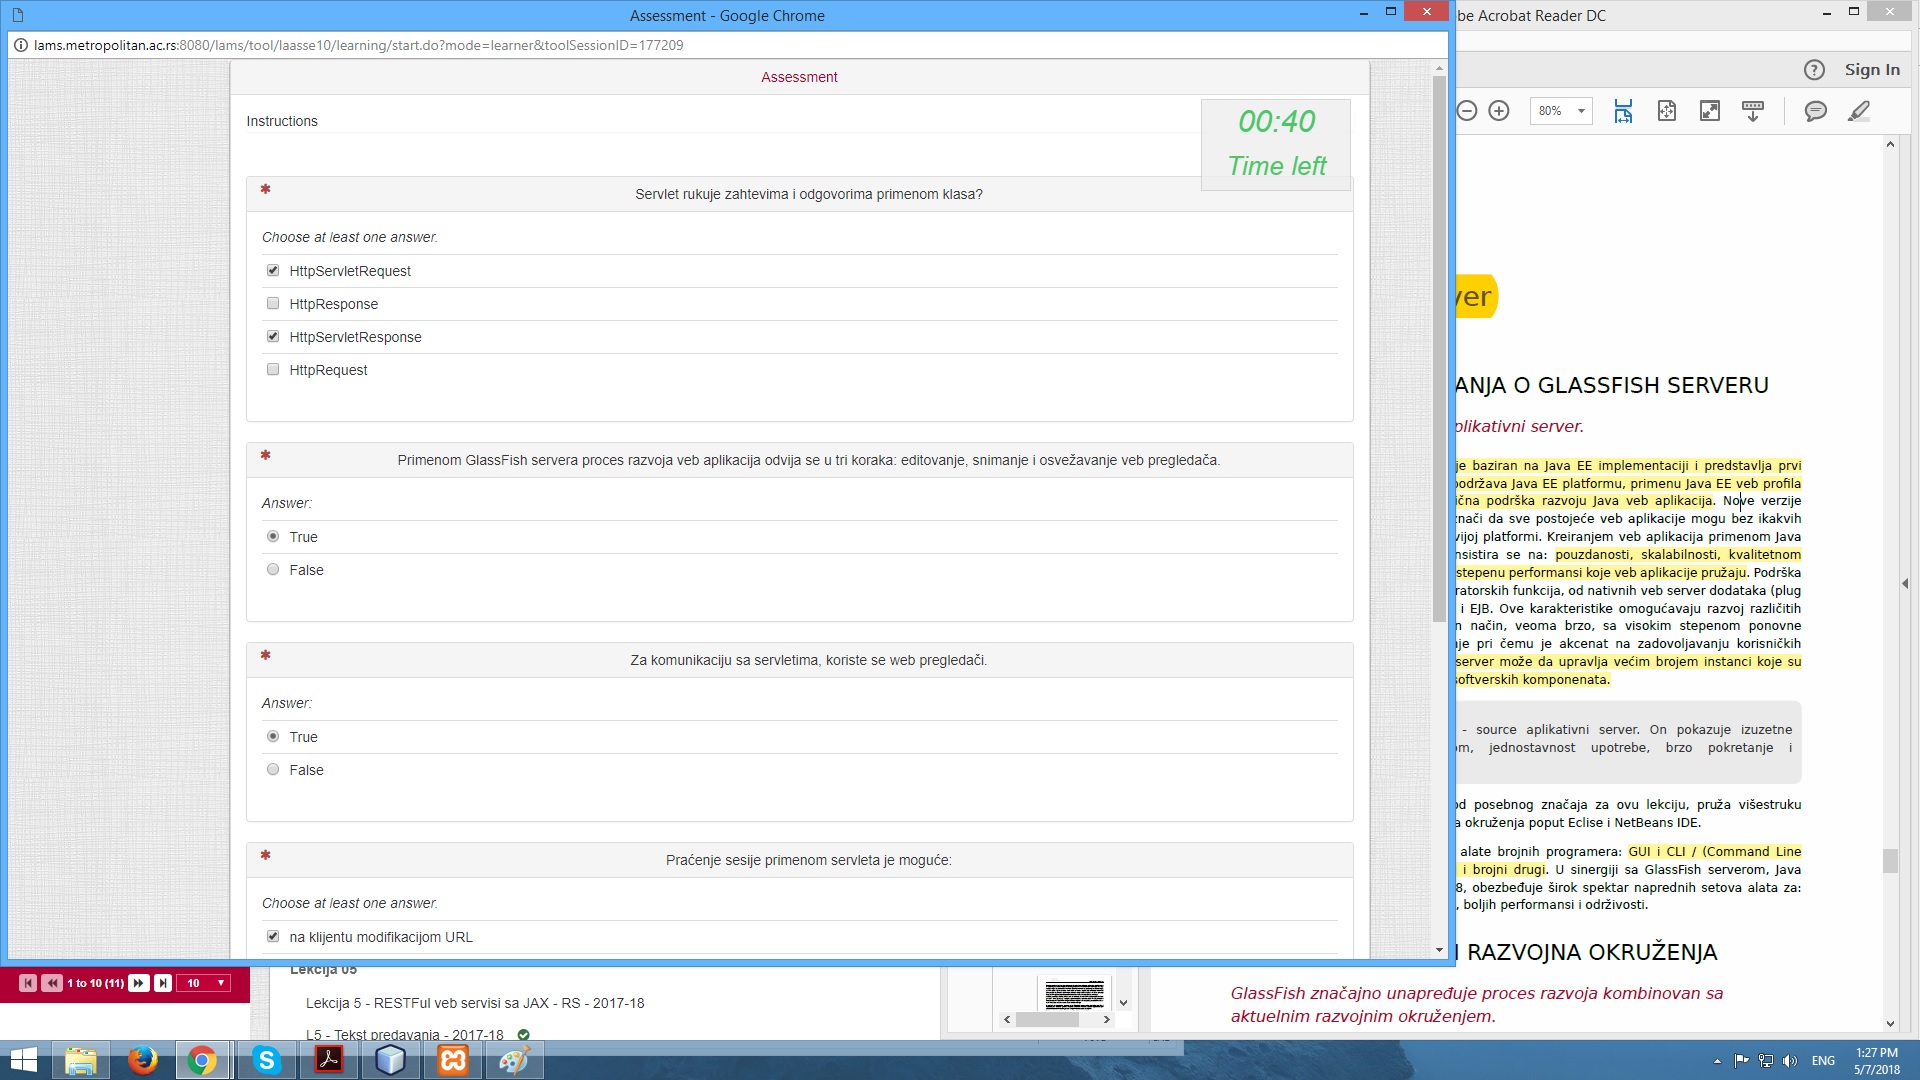 Assessment - Google Chrome
be Acrobat Reader DC
lams.metropolitan.ac.rs:8080/lams/tool/laasse10/learning/start.do?mode=learner&toolSessionID=177209
Assessment
Sign In
80%
Instructions
00:40
Time left
Servlet rukuje zahtevima i odgovorima primenom klasa?
Choose at least one answer.
HttpServletRequest
HttpResponse
HttpServletResponse
HttpRequest
Primenom GlassFish servera proces razvoja veb aplikacija odvija se u tri koraka: editovanje, snimanje i osvežavanje veb pregledača.
Answer:
True
False
Za komunikaciju sa servletima, koriste se web pregledači.
Answer:
True
False
Praćenje sesije primenom servleta je moguće:
Choose at least one answer.
na klijentu modifikacijom URL
ver
ANJA O GLASSFISH SERVERU
plikativni server.
je baziran na Java EE implementaciji i predstavlja prvi
podržava Java EE platformu, primenu Java EE veb profila
ična podrška razvoju Java veb aplikacija. Nove verzije
znači da sve postojeće veb aplikacije mogu bez ikakvih
vijoj platformi. Kreiranjem veb aplikacija primenom Java
nsistira se na: pouzdanosti, skalabilnosti, kvalitetnom
stepenu performansi koje veb aplikacije pružaju. Podrška
ratorskih funkcija, od nativnih veb server dodataka (plug
i EJB. Ove karakteristike omogućavaju razvoj različitih
n način, veoma brzo, sa visokim stepenom ponovne
nje pri čemu je akcenat na zadovoljavanju korisničkih
server može da upravlja većim brojem instanci koje su
softverskih komponenata.
- source aplikativni server. On pokazuje izuzetne
om, jednostavnost upotrebe, brzo pokretanje i
od posebnog značaja za ovu lekciju, pruža višestruku
a okruženja poput Eclise i NetBeans IDE.
alate brojnih programera: GUI i CLI / (Command Line
i brojni drugi. U sinergiji sa GlassFish serverom, Java
8, obezbeđuje širok spektar naprednih setova alata za:
, boljih performansi i održivosti.
I RAZVOJNA OKRUŽENJA
GlassFish značajno unapređuje proces razvoja kombinovan sa
aktuelnim razvojnim okruženjem.
1 to 10 (11)
10
Lekcija 05
Lekcija 5 - RESTFul veb servisi sa JAX - RS - 2017-18
L5 - Tekst predavanja - 2017-18
ENG
1:27 PM
5/7/2018